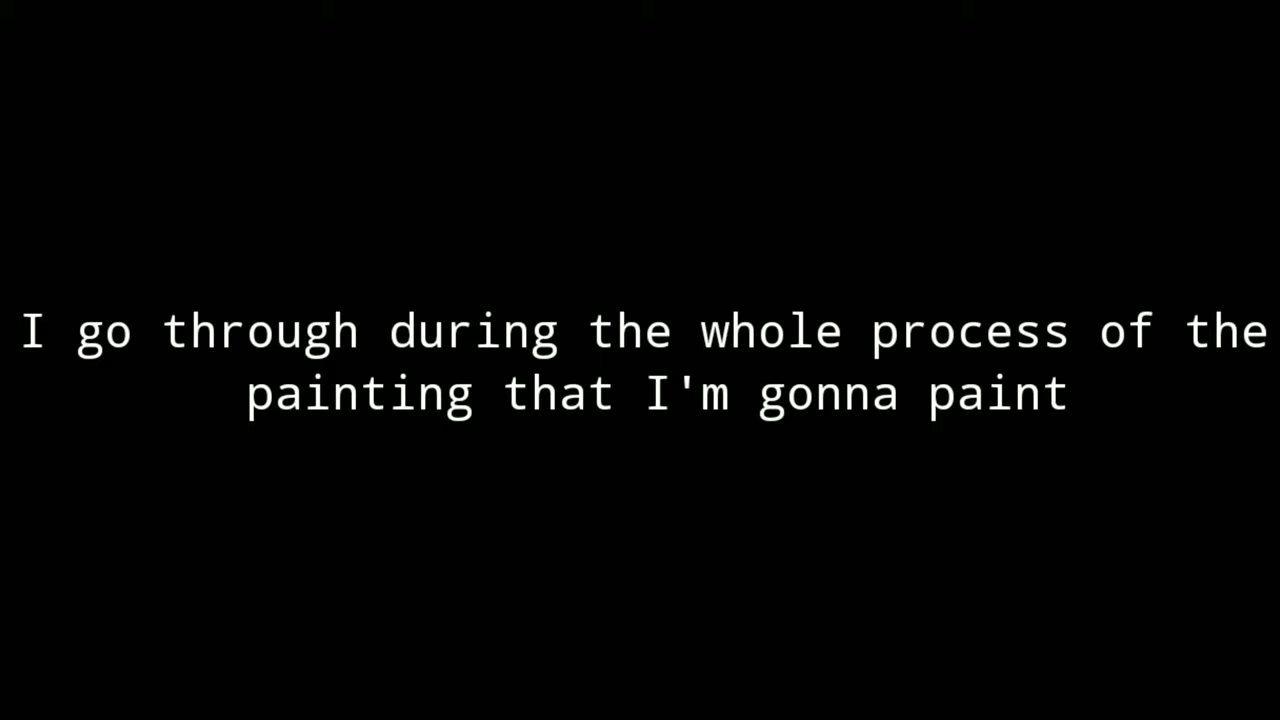 I go through during the whole process of the
painting that I'm gonna paint